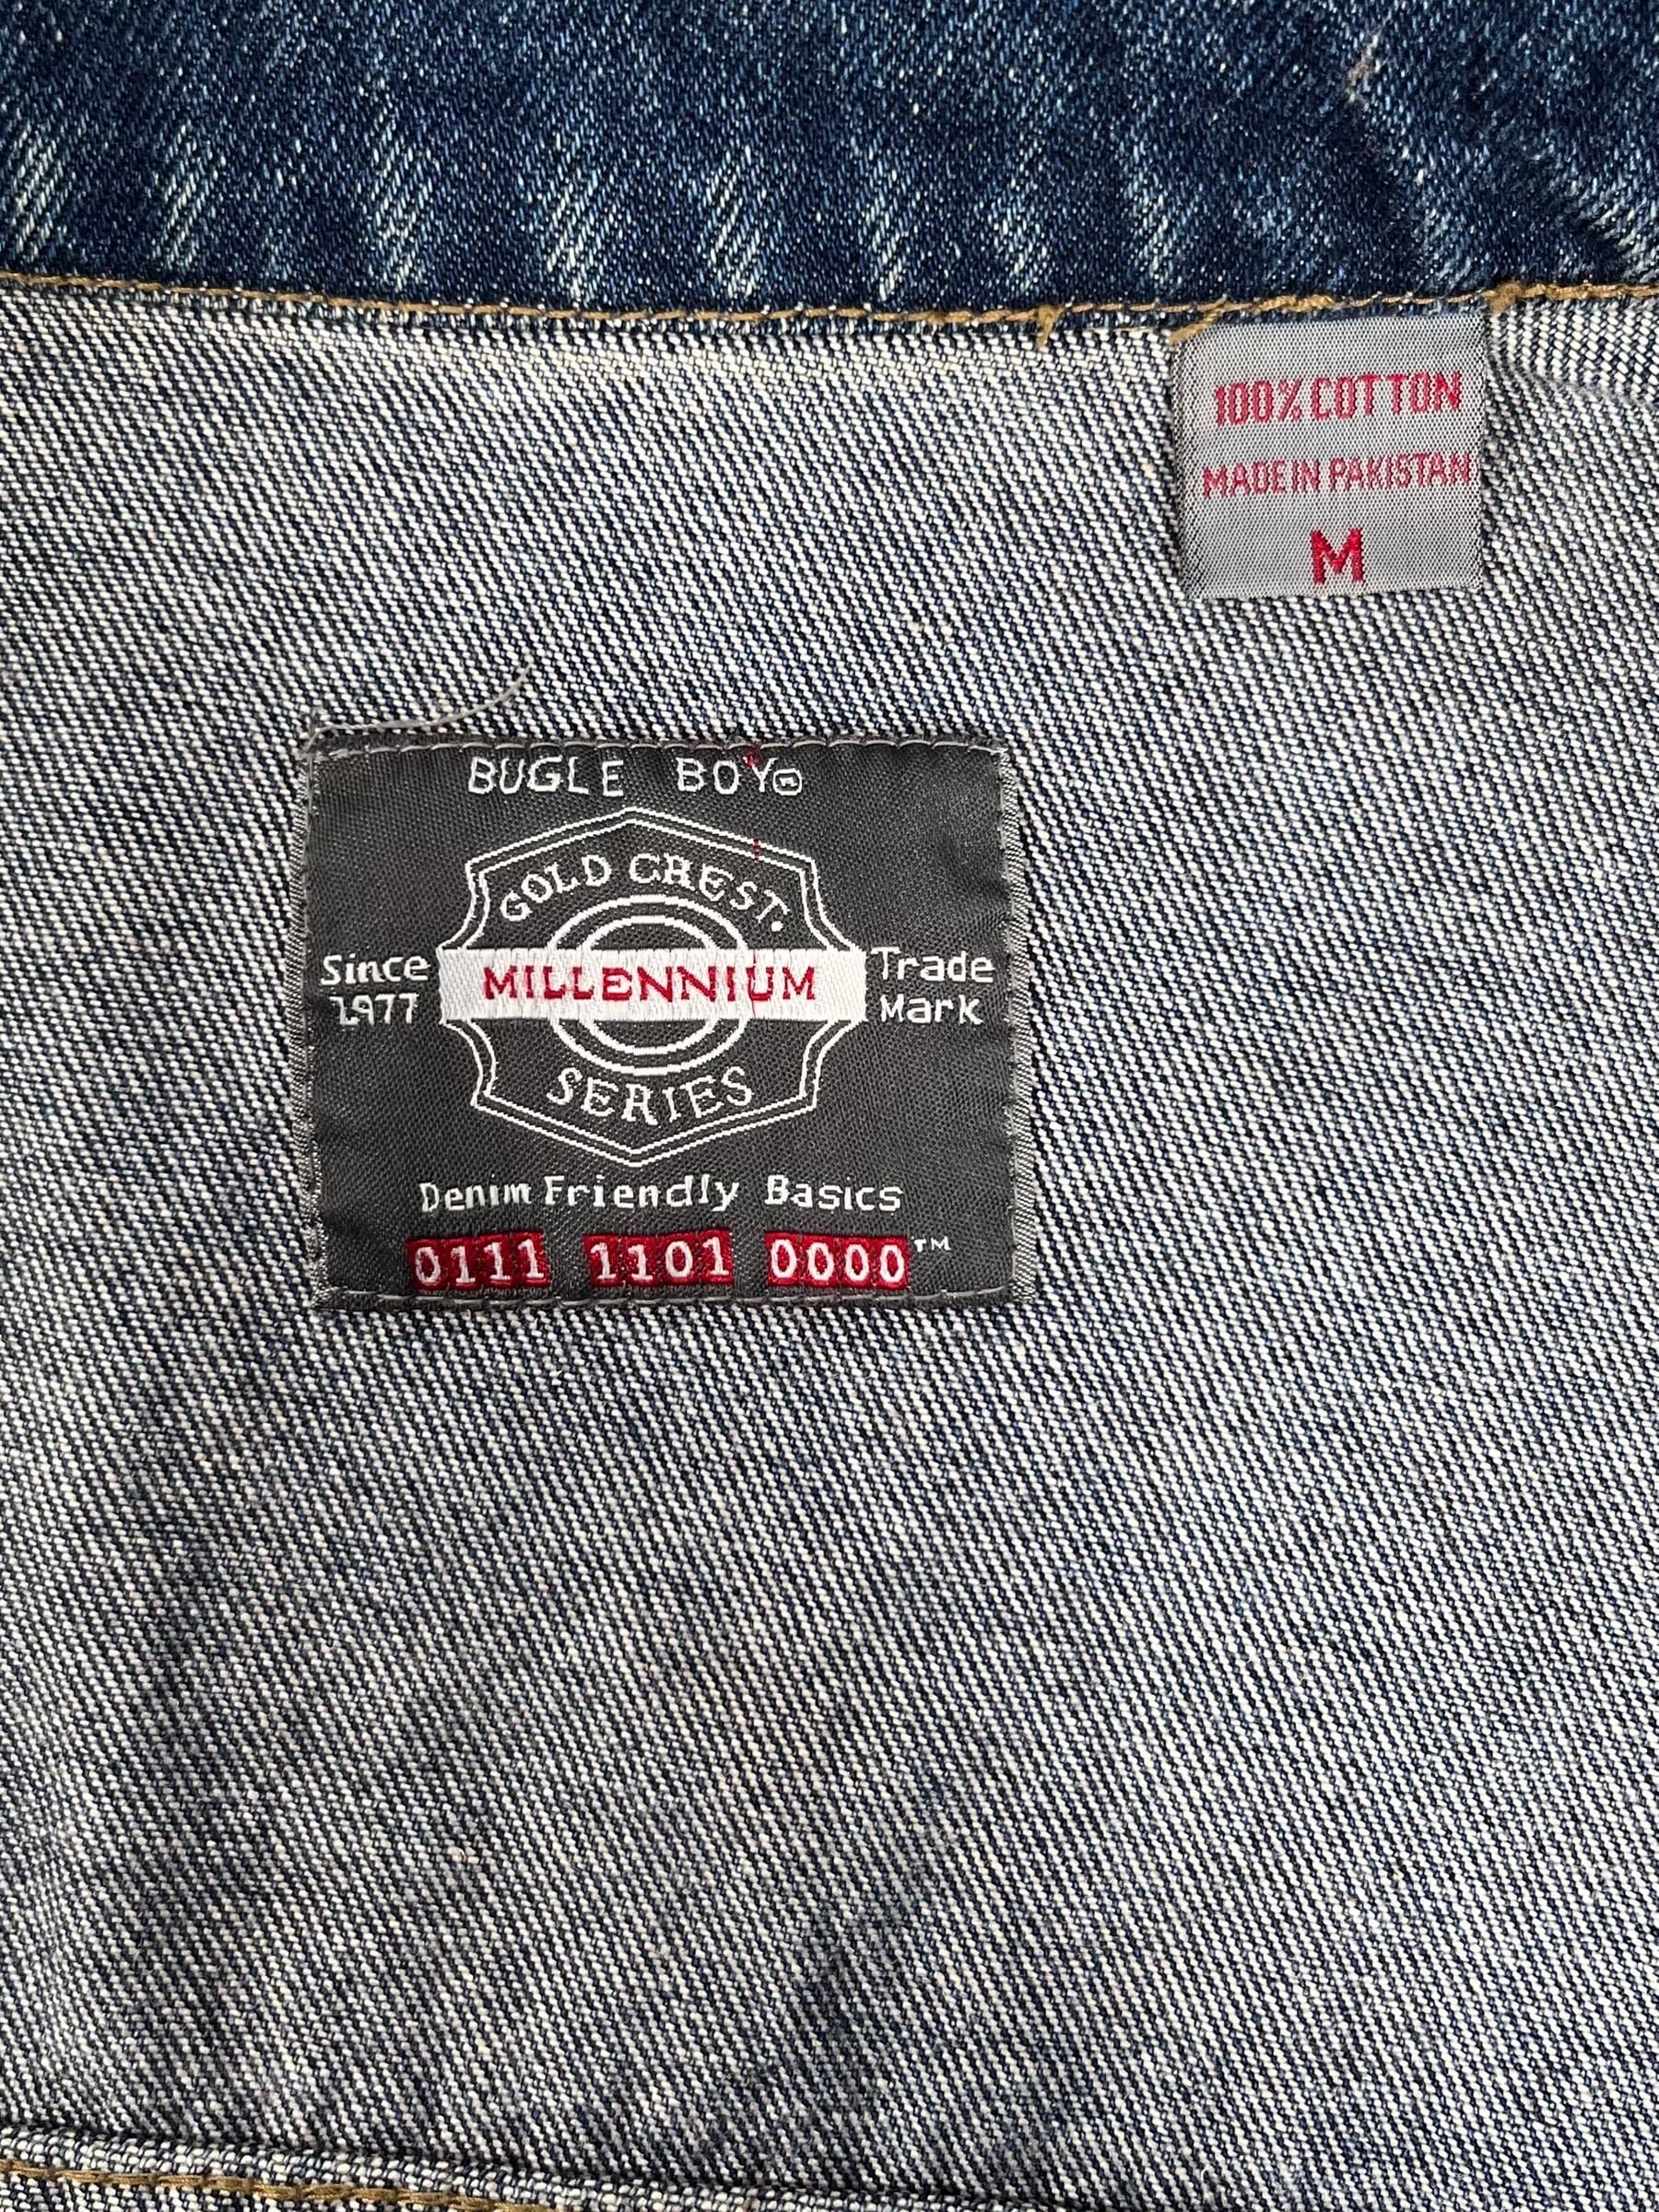 100% COTTON
MADE IN PAKISTAN
M
BUGLE BOY®
GOLD CREST.
Since 1977
MILLENNIUM
Trade Mark
SERIES
Denim Friendly Basics
0111 1101 0000™